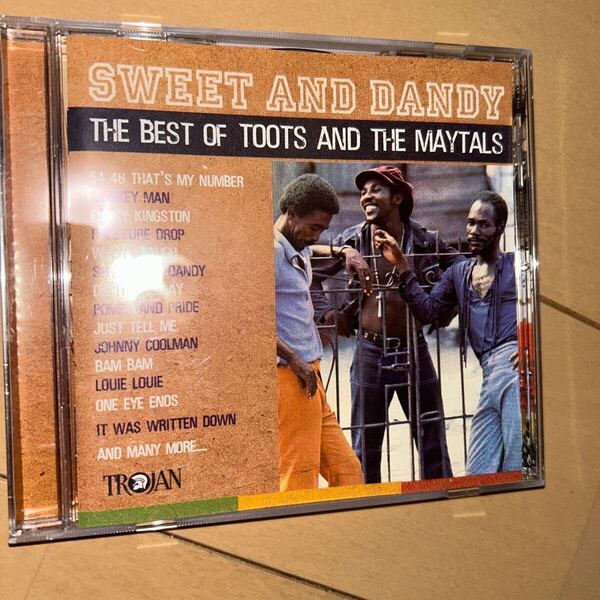 SWEET AND DANDY
THE BEST OF TOOTS AND THE MAYTALS
54-46 THAT'S MY NUMBER
MAN
KINGSTON
PRESSURE DROP
DANDY
POMPS AND PRIDE
JUST TELL ME
JOHNNY COOLMAN
BAM BAM
LOUIE LOUIE
ONE EYE ENOS
IT WAS WRITTEN DOWN
AND MANY MORE....
TROJAN